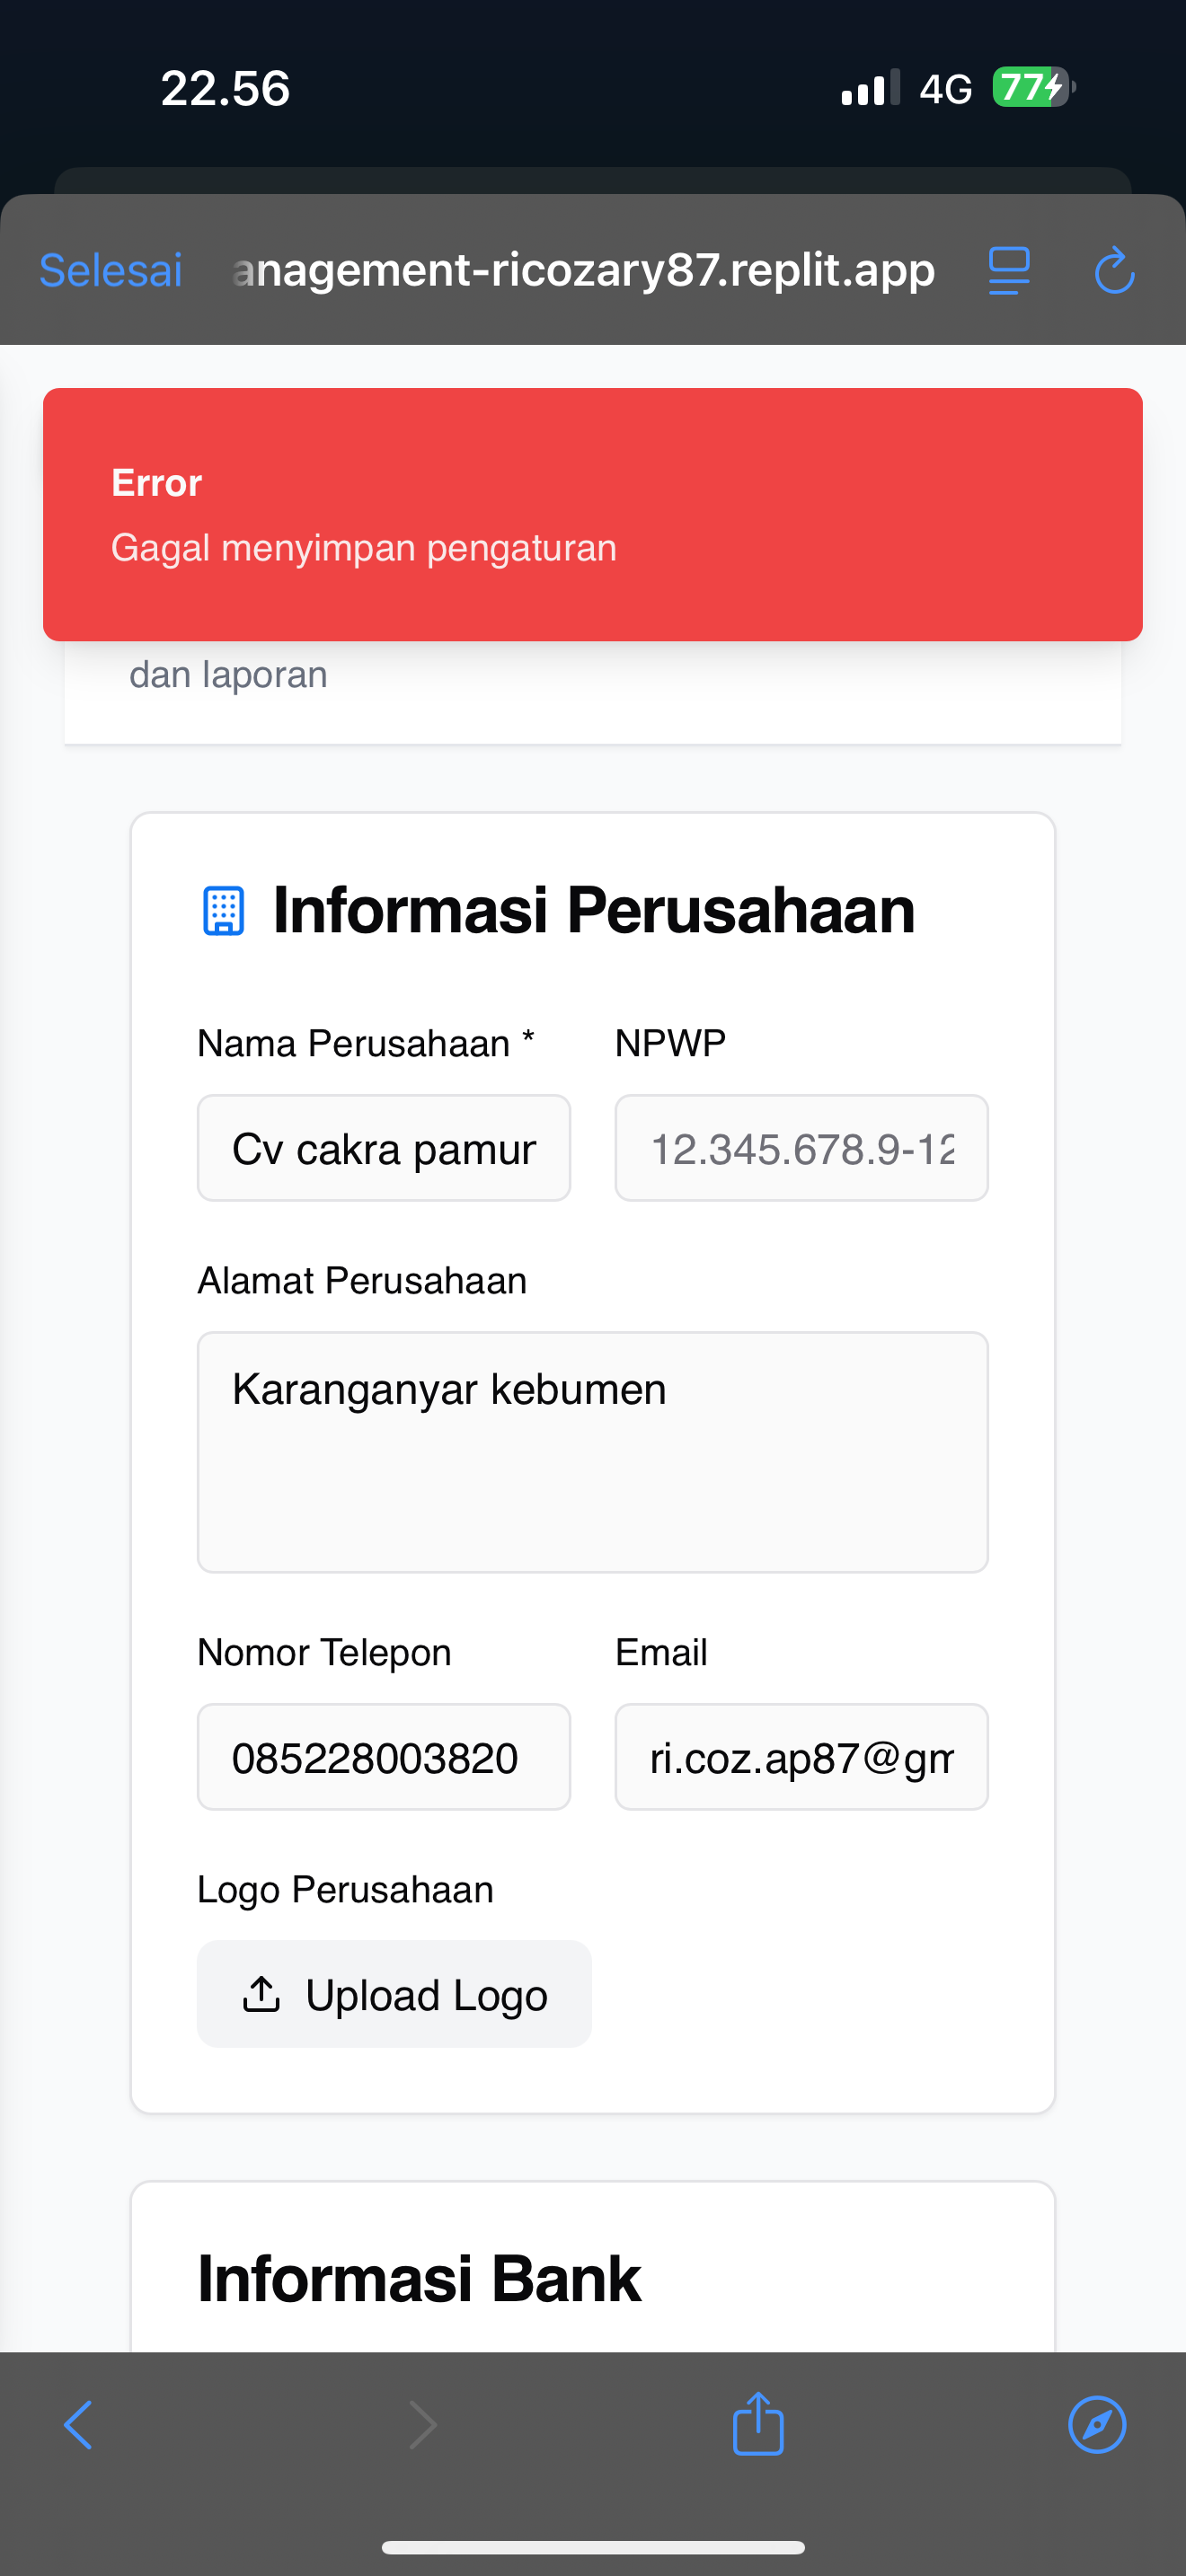 22.56
4G 77
Selesai anagement-ricozary87.replit.app
Error
Gagal menyimpan pengaturan
dan laporan
Informasi Perusahaan
Nama Perusahaan * NPWP
Cv cakra pamur 12.345.678.9-12
Alamat Perusahaan
Karanganyar kebumen
Nomor Telepon Email
085228003820 ri.coz.ap87@gm
Logo Perusahaan
Upload Logo
Informasi Bank